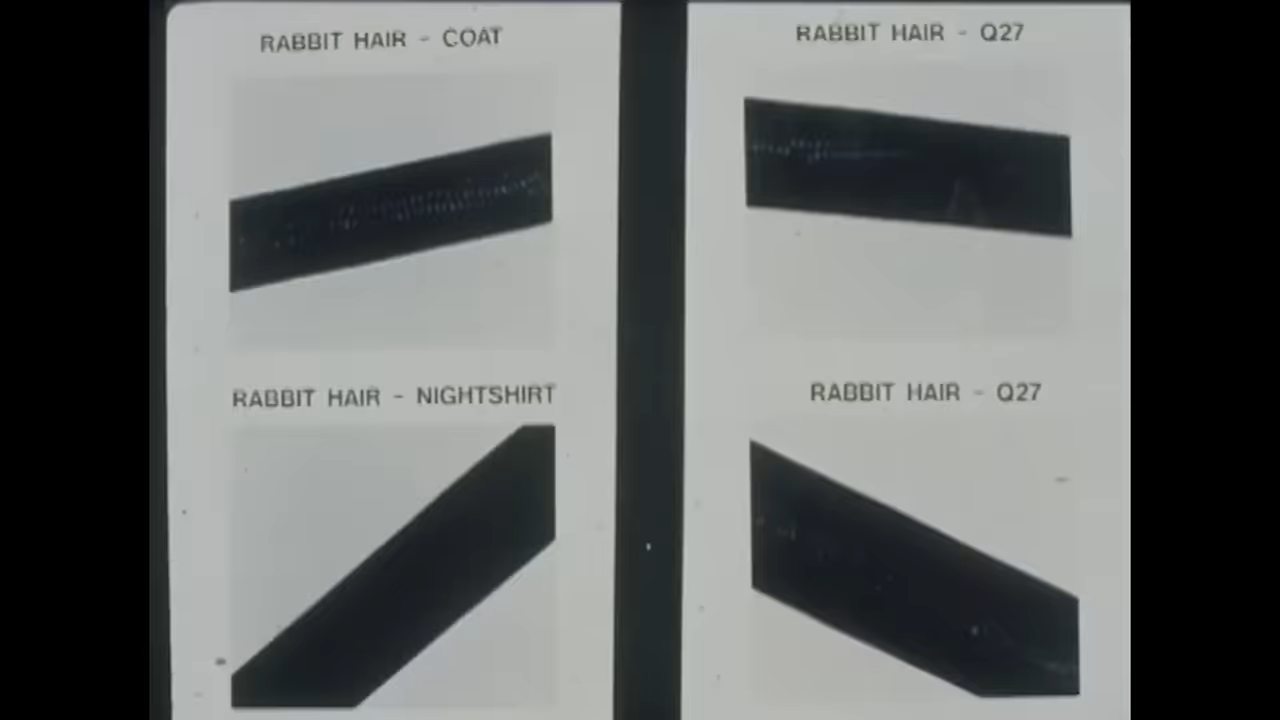 RABBIT HAIR - COAT
RABBIT HAIR - Q27
RABBIT HAIR - NIGHTSHIRT
RABBIT HAIR - Q27